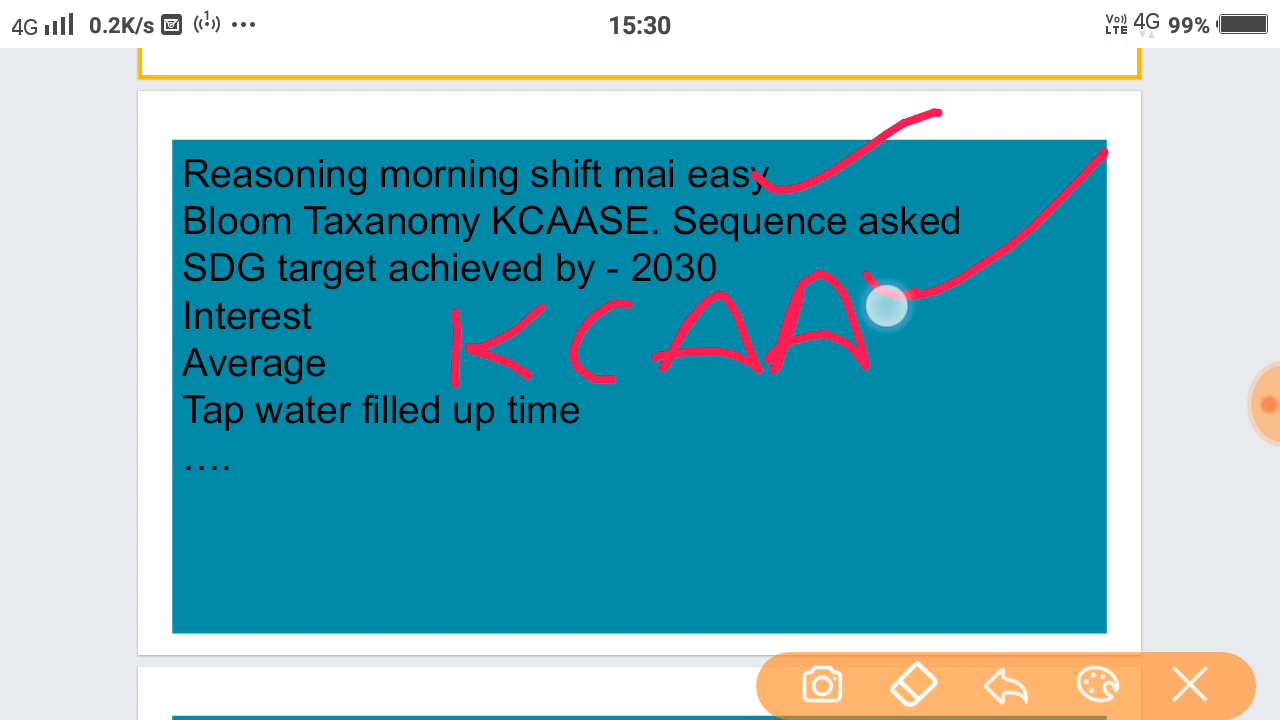 4G 0.2K/s 1 ••• 15:30 Vo)) LTE 4G 99%
Reasoning morning shift mai easy
Bloom Taxanomy KCAASE. Sequence asked
SDG target achieved by - 2030
Interest
Average
KCAA
Tap water filled up time
....